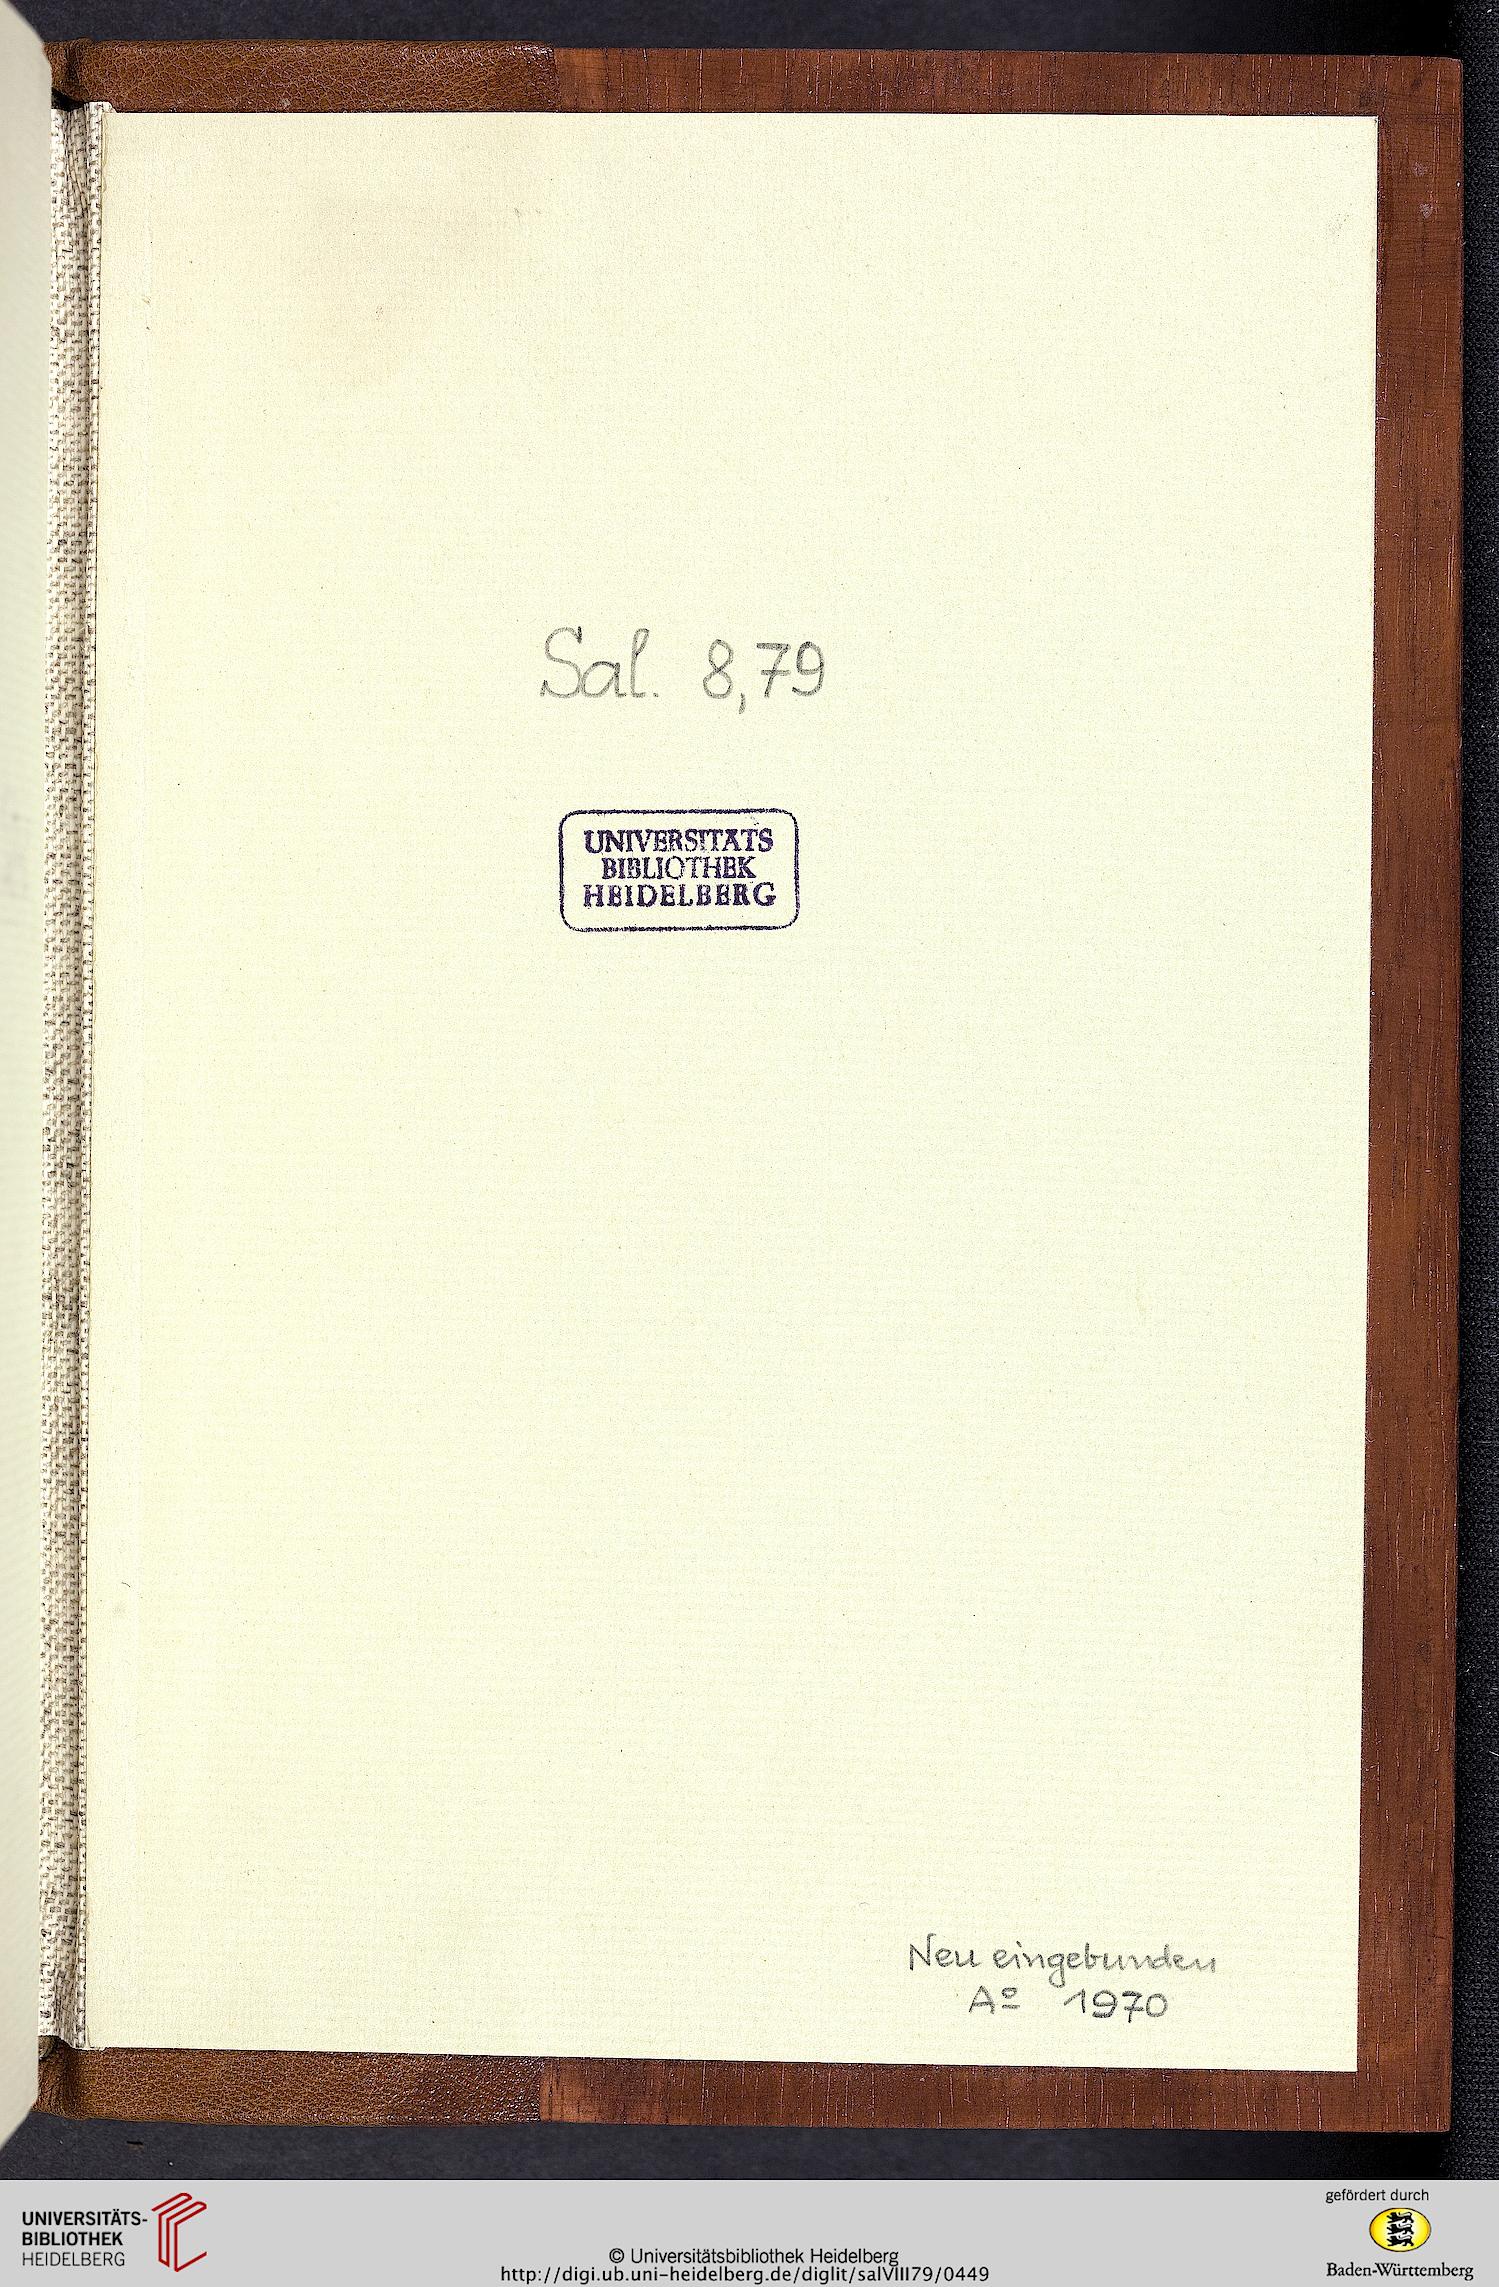 Sal. 8,79
UNIVERSITÄTS
BIBLIOTHEK
HEIDELBERG
Neu eingebunden
Aº 1970
UNIVERSITÄTS-
BIBLIOTHEK
HEIDELBERG
© Universitätsbibliothek Heidelberg
http://digi.ub.uni-heidelberg.de/diglit/salVIII79/0449
gefördert durch
Baden-Württemberg